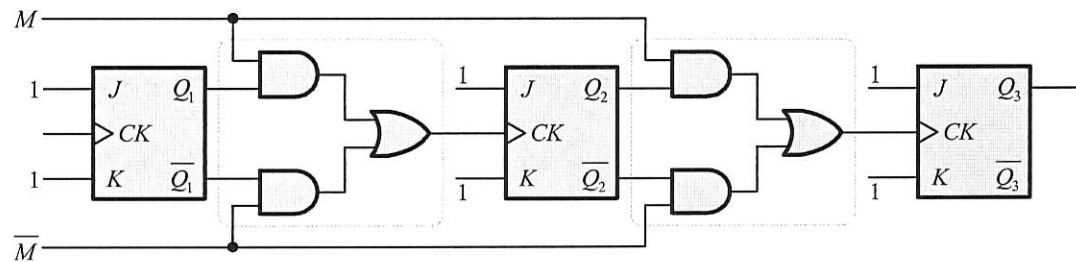 M
1 J Q₁ 1 J Q₂ 1 J Q₃
CK CK CK
1 K Q̅₁ 1 K Q̅₂ 1 K Q̅₃
M̅